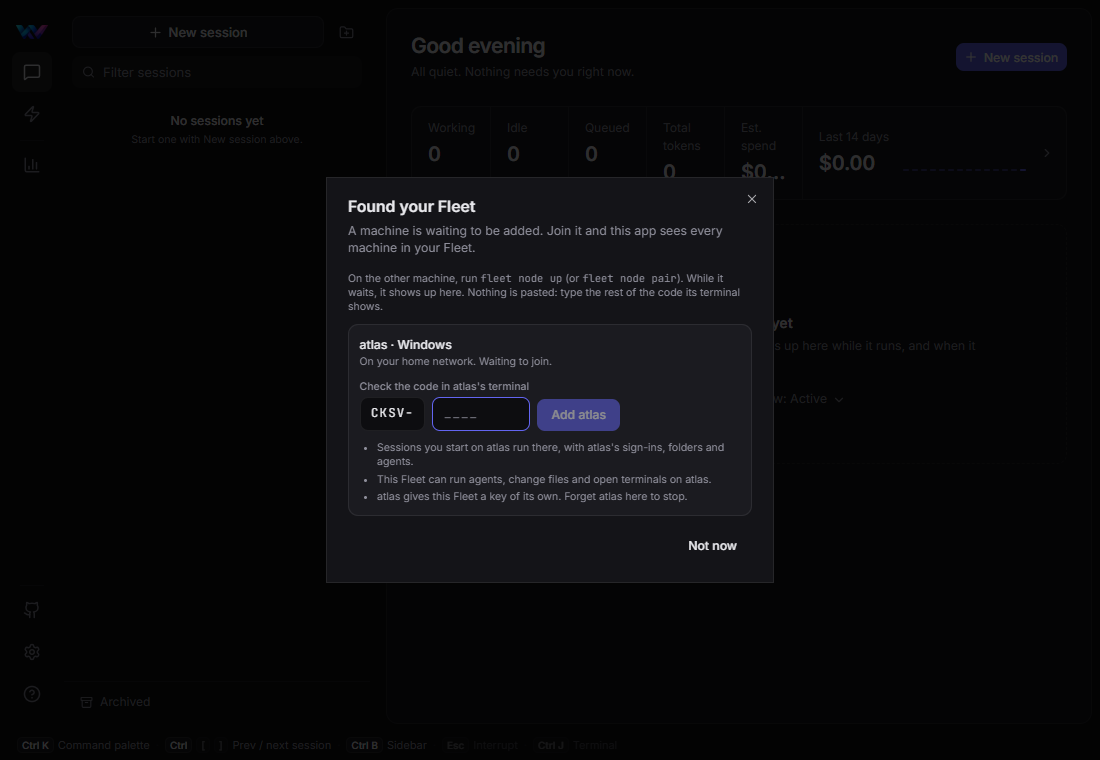 New session
Filter sessions
No sessions yet
Start one with New session above.
Archived
Good evening
All quiet. Nothing needs you right now.
New session
Working
0
Idle
0
Queued
0
Total tokens
0
Est. spend
$0...
Last 14 days
$0.00
Found your Fleet
A machine is waiting to be added. Join it and this app sees every
machine in your Fleet.
On the other machine, run fleet node up (or fleet node pair). While it
waits, it shows up here. Nothing is pasted: type the rest of the code its terminal
shows.
atlas · Windows
On your home network. Waiting to join.
Check the code in atlas's terminal
CKSV- ____ Add atlas
• Sessions you start on atlas run there, with atlas's sign-ins, folders and
agents.
• This Fleet can run agents, change files and open terminals on atlas.
• atlas gives this Fleet a key of its own. Forget atlas here to stop.
Not now
yet
s up here while it runs, and when it
w: Active
Ctrl K Command palette Ctrl [ ] Prev / next session Ctrl B Sidebar Esc Interrupt Ctrl J Terminal